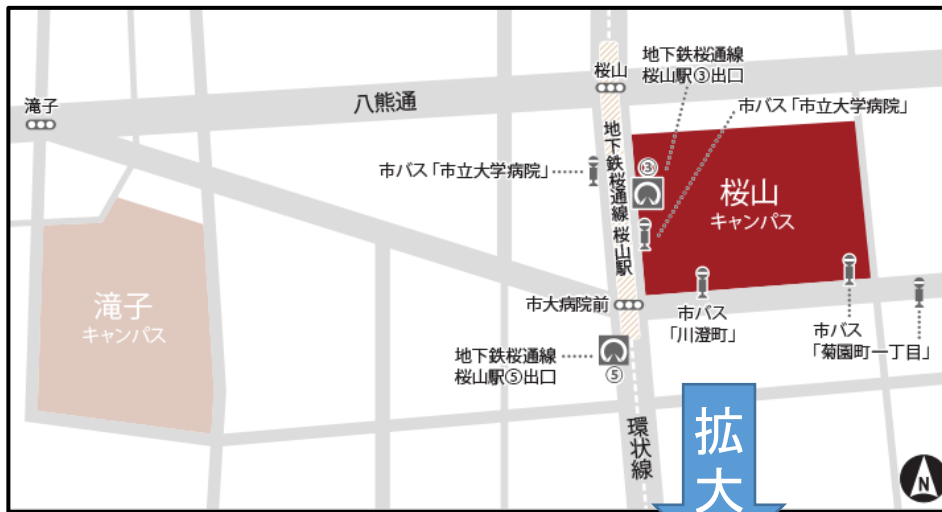 地下鉄桜通線
桜山駅③出口
桜山
滝子
八熊通
市バス「市立大学病院」
市バス「市立大学病院」
③
地下鉄桜通線 桜山駅
桜山
キャンパス
滝子
キャンパス
市大病院前
市バス
「川澄町」
市バス
「菊園町一丁目」
地下鉄桜通線
桜山駅⑤出口
⑤
環状線
拡大
N